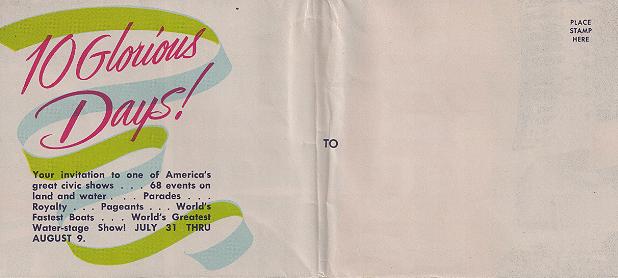 10 Glorious
Days!
Your invitation to one of America's
great civic shows . . . 68 events on
land and water . . . Parades . . .
Royalty . . . Pageants . . . World's
Fastest Boats . . . World's Greatest
Water-stage Show! JULY 31 THRU
AUGUST 9.
TO
PLACE
STAMP
HERE